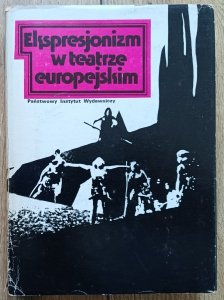 Ekspresjonizm
w teatrze
europejskim
Państwowy Instytut Wydawniczy